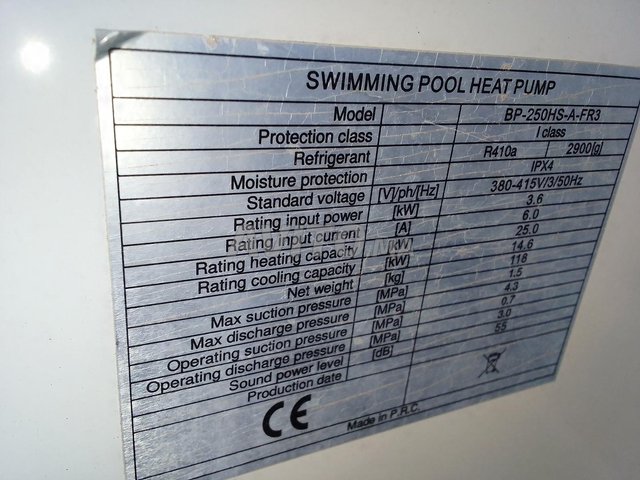 SWIMMING POOL HEAT PUMP
Model BP-250HS-A-FR3
Protection class I class
Refrigerant R410a 2900[g]
Moisture protection IPX4
Standard voltage [V]/ph/[Hz] 380-415V/3/50Hz
Rating input power [kW] 3.6
Rating input current [A] 6.0
Rating heating capacity [kW] 25.0
Rating cooling capacity [kW] 14.6
Net weight [kg] 118
Max suction pressure [MPa] 1.5
Max discharge pressure [MPa] 4.3
Operating suction pressure [MPa] 0.7
Operating discharge pressure [MPa] 3.0
Sound power level [dB] 55
Production date
CE
Made in P.R.C.